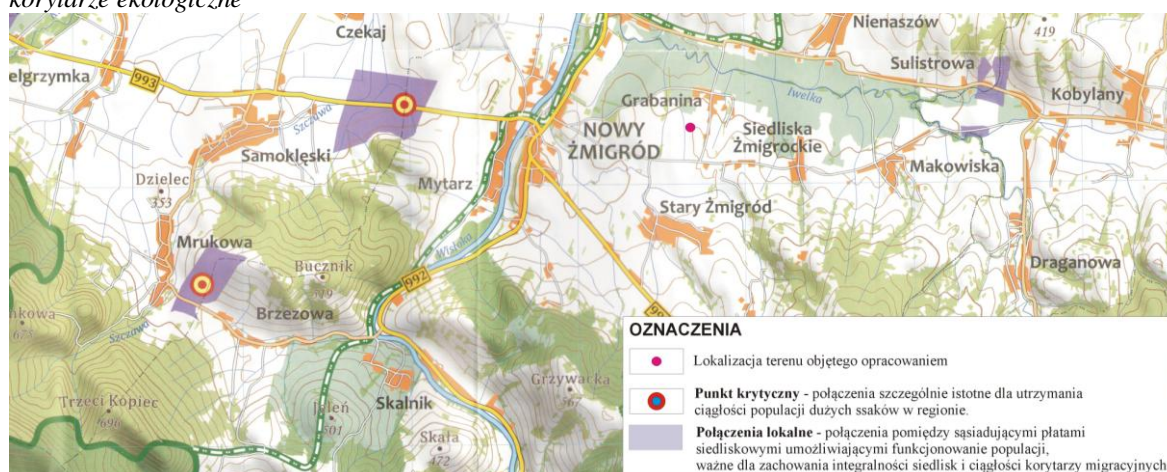 korytarze ekologiczne
Czekaj
Nienaszów
419
Sulistrowa
elgrzymka
993
Szczawa
Grabanina
Iwelka
Kobylany
NOWY
ŻMIGRÓD
Siedliska
Żmigrockie
Samoklęski
Makowiska
Mytarz
Dzielec
353
Stary Żmigród
Mrukowa
Wisłoka
Bucznik
992
Draganowa
Brzezowa
Szczawa
OZNACZENIA
Lokalizacja terenu objętego opracowaniem
Grzywacka
567
Punkt krytyczny - połączenia szczególnie istotne dla utrzymania
ciągłości populacji dużych ssaków w regionie.
Trzeci Kopiec
696
Skalnik
Jeleń
501
Skała
472
Połączenia lokalne - połączenia pomiędzy sąsiadującymi płatami
siedliskowymi umożliwiającymi funkcjonowanie populacji,
ważne dla zachowania integralności siedlisk i ciągłości korytarzy migracyjnych